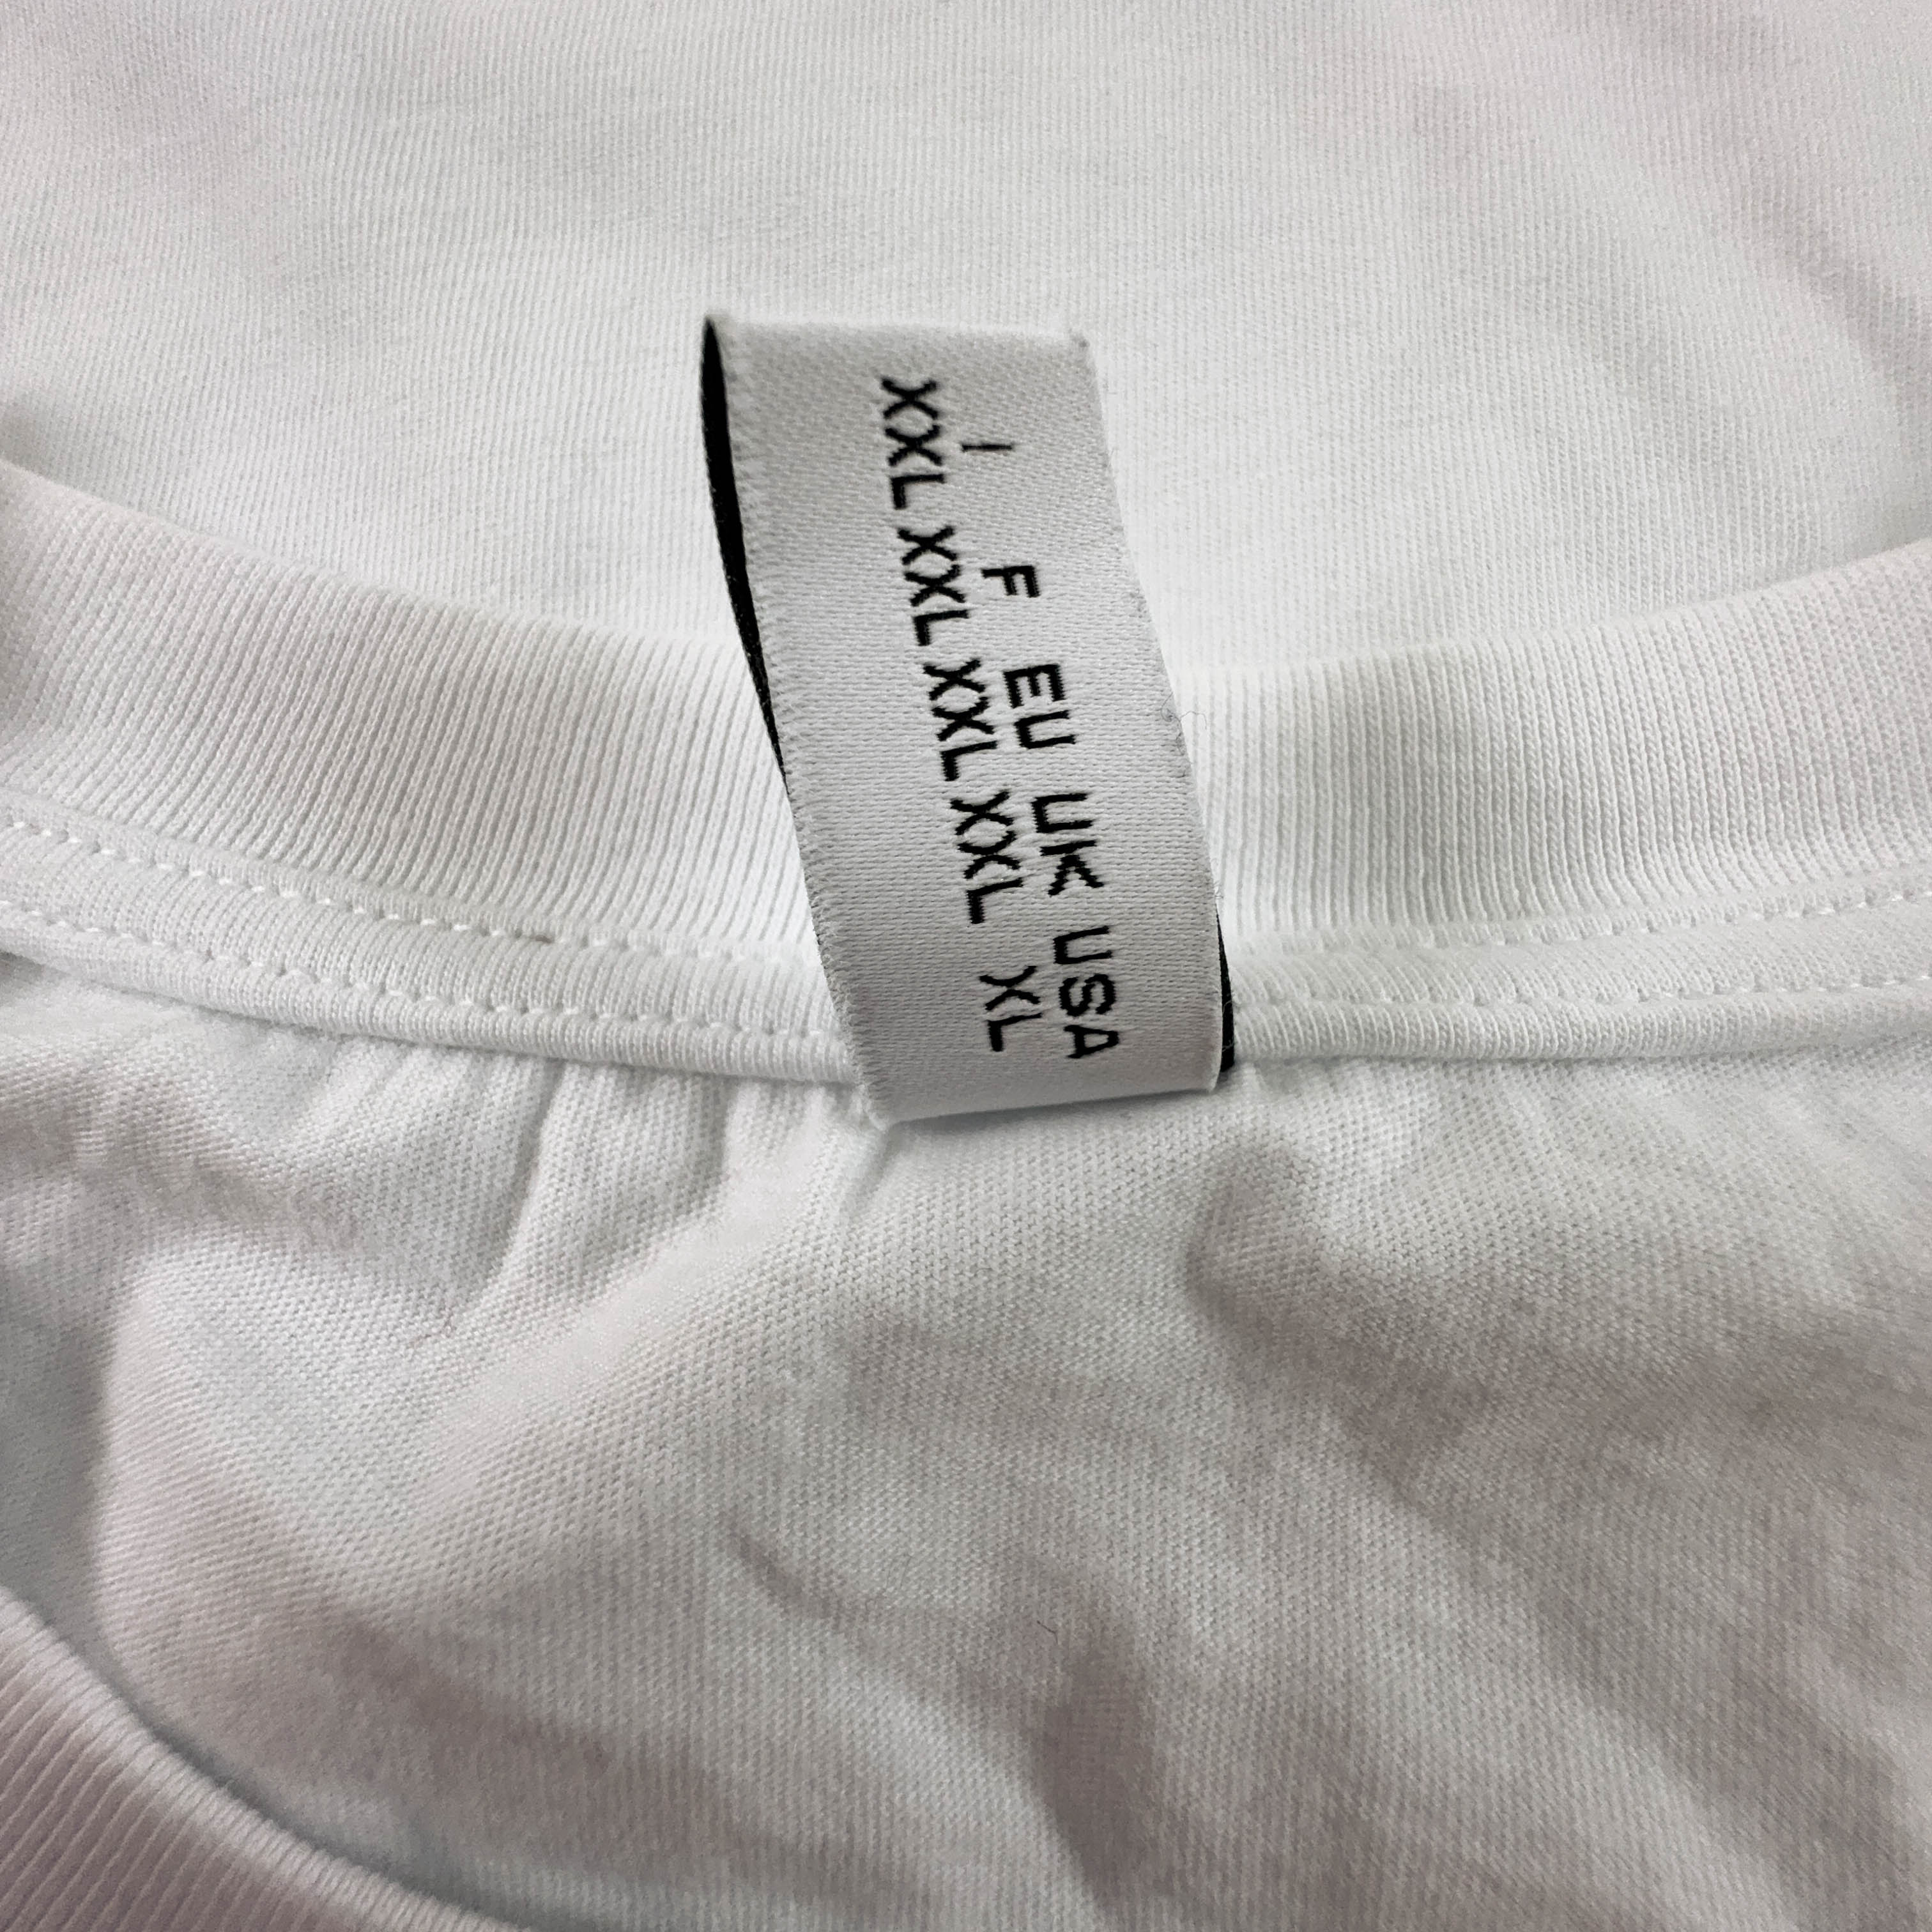 I F EU UK USA
XXL XXL XXL XXL XL